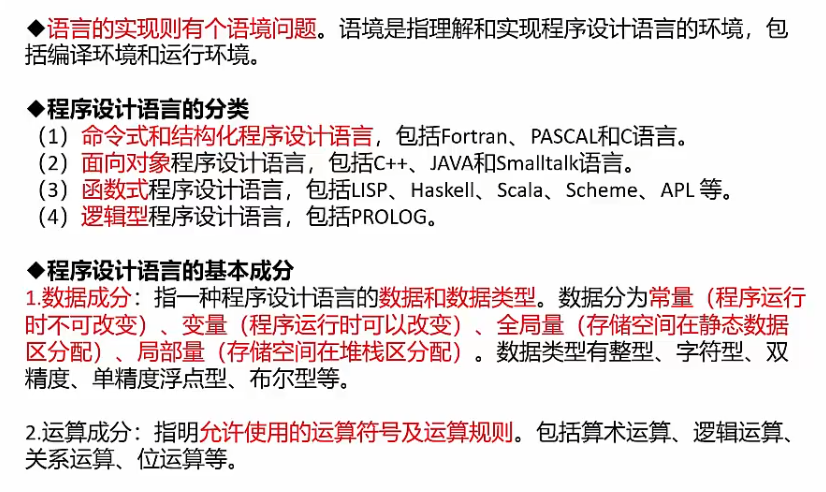 ◆语言的实现则有个语境问题。语境是指理解和实现程序设计语言的环境，包
括编译环境和运行环境。
◆程序设计语言的分类
（1）命令式和结构化程序设计语言，包括Fortran、PASCAL和C语言。
（2）面向对象程序设计语言，包括C++、JAVA和Smalltalk语言。
（3）函数式程序设计语言，包括LISP、Haskell、Scala、Scheme、APL 等。
（4）逻辑型程序设计语言，包括PROLOG。
◆程序设计语言的基本成分
1.数据成分：指一种程序设计语言的数据和数据类型。数据分为常量（程序运行
时不可改变）、变量（程序运行时可以改变）、全局量（存储空间在静态数据
区分配）、局部量（存储空间在堆栈区分配）。数据类型有整型、字符型、双
精度、单精度浮点型、布尔型等。
2.运算成分：指明允许使用的运算符号及运算规则。包括算术运算、逻辑运算、
关系运算、位运算等。